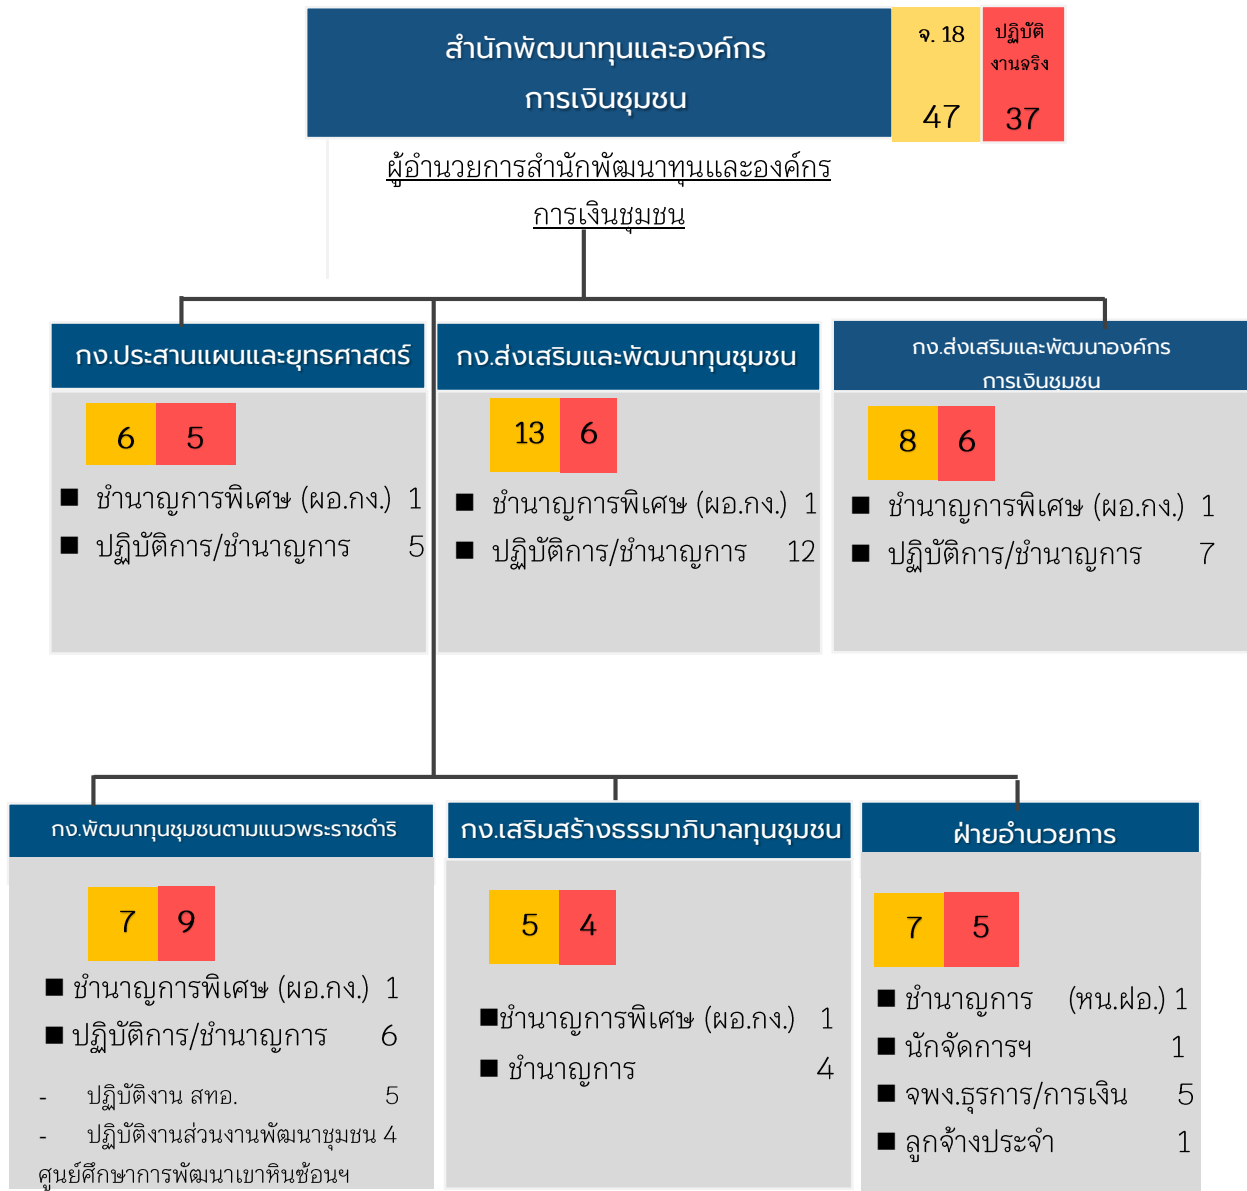 สำนักพัฒนาทุนและองค์กร
การเงินชุมชน
จ. 18
47
ปฏิบัติ
งานจริง
37
ผู้อำนวยการสำนักพัฒนาทุนและองค์กร
การเงินชุมชน
กง.ประสานแผนและยุทธศาสตร์
6 5
■ ชำนาญการพิเศษ (ผอ.กง.) 1
■ ปฏิบัติการ/ชำนาญการ 5
กง.ส่งเสริมและพัฒนาทุนชุมชน
13 6
■ ชำนาญการพิเศษ (ผอ.กง.) 1
■ ปฏิบัติการ/ชำนาญการ 12
กง.ส่งเสริมและพัฒนาองค์กร
การเงินชุมชน
8 6
■ ชำนาญการพิเศษ (ผอ.กง.) 1
■ ปฏิบัติการ/ชำนาญการ 7
กง.พัฒนาทุนชุมชนตามแนวพระราชดำริ
7 9
■ ชำนาญการพิเศษ (ผอ.กง.) 1
■ ปฏิบัติการ/ชำนาญการ 6
- ปฏิบัติงาน สทอ. 5
- ปฏิบัติงานส่วนงานพัฒนาชุมชน 4
ศูนย์ศึกษาการพัฒนาเขาหินซ้อนฯ
กง.เสริมสร้างธรรมาภิบาลทุนชุมชน
5 4
■ชำนาญการพิเศษ (ผอ.กง.) 1
■ ชำนาญการ 4
ฝ่ายอำนวยการ
7 5
■ ชำนาญการ (หน.ฝอ.) 1
■ นักจัดการฯ 1
■ จพง.ธุรการ/การเงิน 5
■ ลูกจ้างประจำ 1